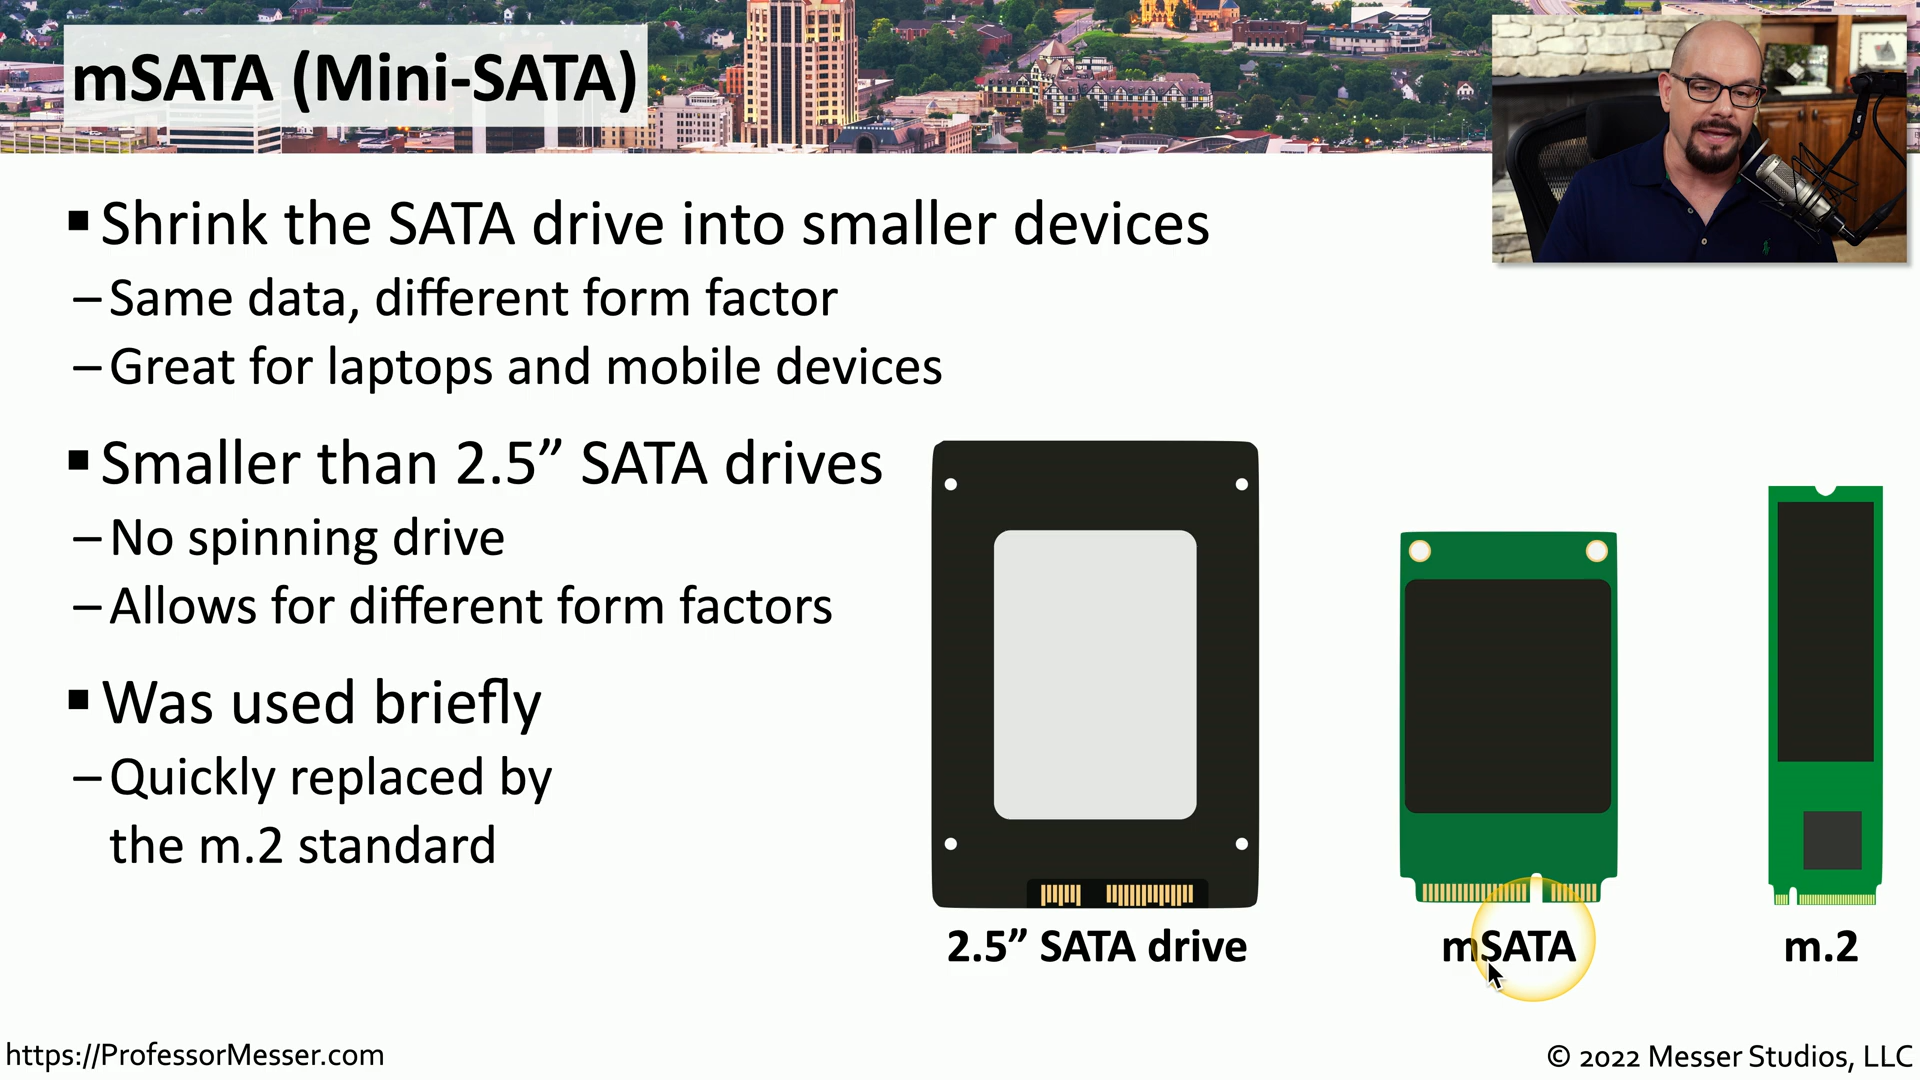 mSATA (Mini-SATA)
▪ Shrink the SATA drive into smaller devices
– Same data, different form factor
– Great for laptops and mobile devices
▪ Smaller than 2.5” SATA drives
– No spinning drive
– Allows for different form factors
▪ Was used briefly
– Quickly replaced by
the m.2 standard
2.5” SATA drive
mSATA
m.2
https://ProfessorMesser.com
© 2022 Messer Studios, LLC